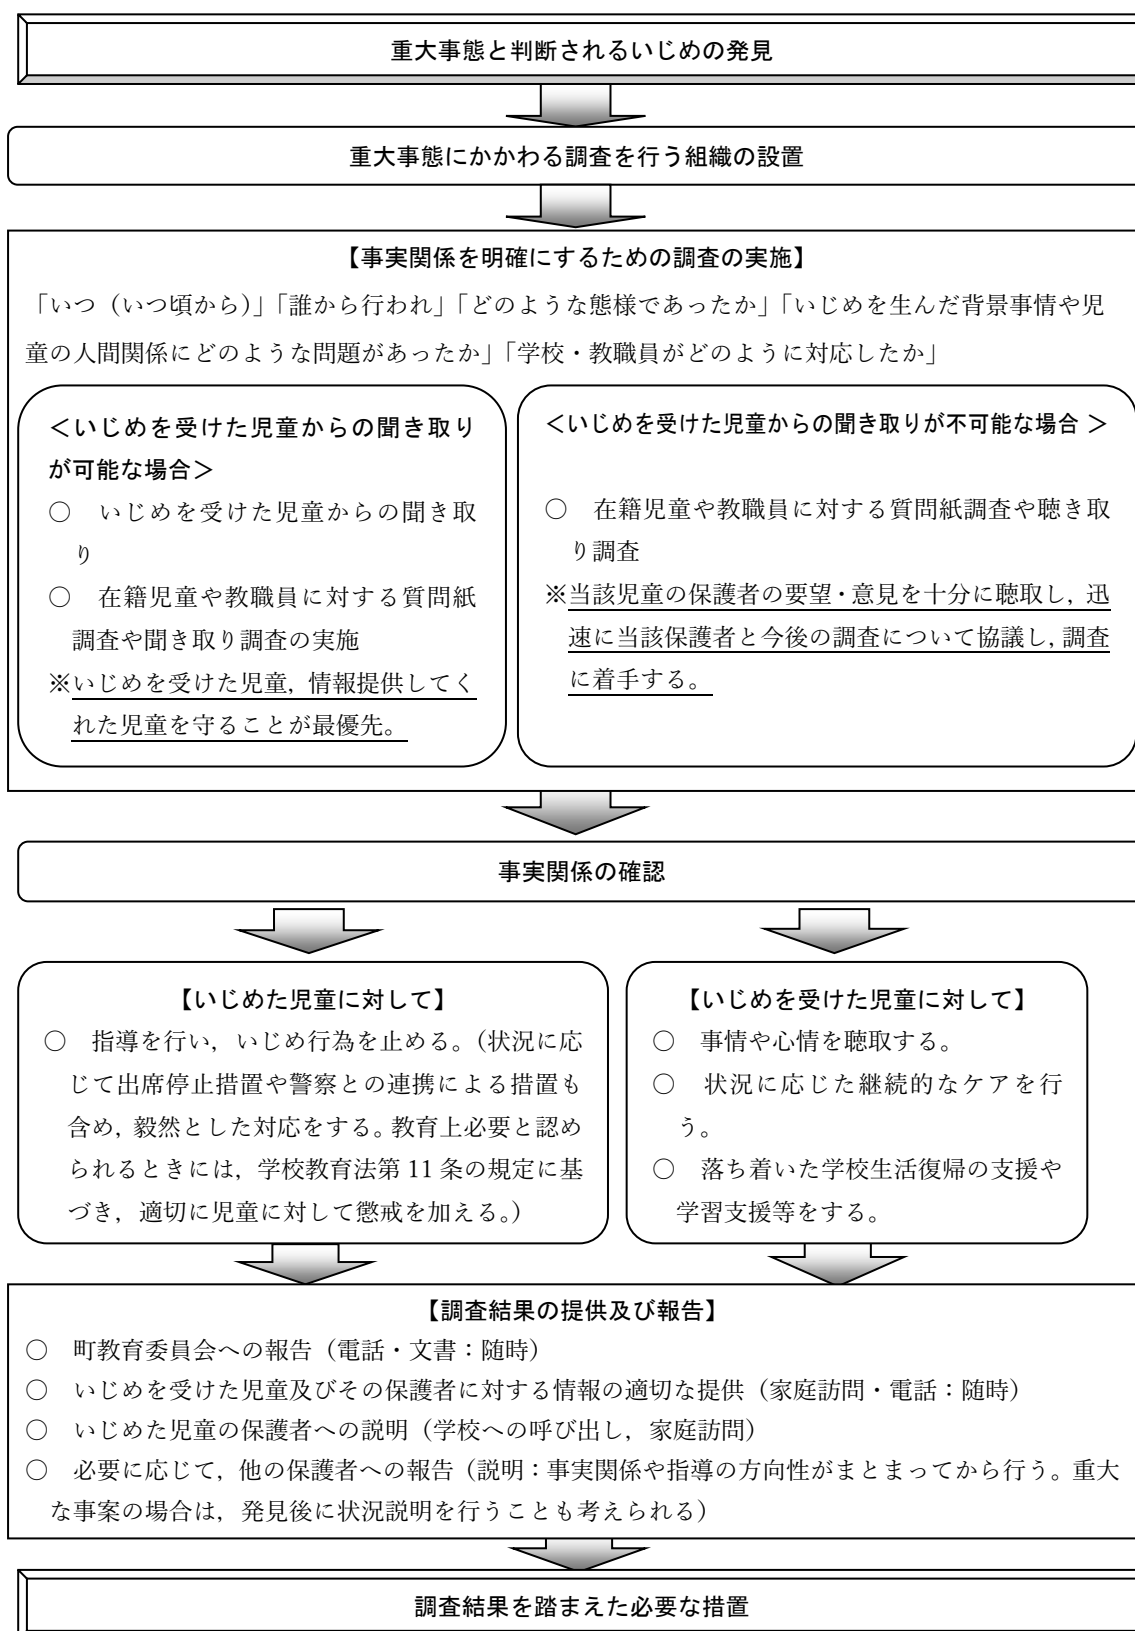 重大事態と判断されるいじめの発見
重大事態にかかわる調査を行う組織の設置
【事実関係を明確にするための調査の実施】
「いつ（いつ頃から）」「誰から行われ」「どのような態様であったか」「いじめを生んだ背景事情や児
童の人間関係にどのような問題があったか」「学校・教職員がどのように対応したか」
＜いじめを受けた児童からの聞き取り
が可能な場合＞
○　いじめを受けた児童からの聞き取
り
○　在籍児童や教職員に対する質問紙
調査や聞き取り調査の実施
※いじめを受けた児童，情報提供してく
れた児童を守ることが最優先。
＜いじめを受けた児童からの聞き取りが不可能な場合 ＞
○　在籍児童や教職員に対する質問紙調査や聴き取
り調査
※当該児童の保護者の要望・意見を十分に聴取し，迅
速に当該保護者と今後の調査について協議し，調査
に着手する。
事実関係の確認
【いじめた児童に対して】
○　指導を行い，いじめ行為を止める。（状況に応
じて出席停止措置や警察との連携による措置も
含め，毅然とした対応をする。教育上必要と認め
られるときには，学校教育法第 11 条の規定に基
づき，適切に児童に対して懲戒を加える。）
【いじめを受けた児童に対して】
○　事情や心情を聴取する。
○　状況に応じた継続的なケアを行
う。
○　落ち着いた学校生活復帰の支援や
学習支援等をする。
【調査結果の提供及び報告】
○　町教育委員会への報告（電話・文書：随時）
○　いじめを受けた児童及びその保護者に対する情報の適切な提供（家庭訪問・電話：随時）
○　いじめた児童の保護者への説明（学校への呼び出し，家庭訪問）
○　必要に応じて，他の保護者への報告（説明：事実関係や指導の方向性がまとまってから行う。重大
な事案の場合は，発見後に状況説明を行うことも考えられる）
調査結果を踏まえた必要な措置